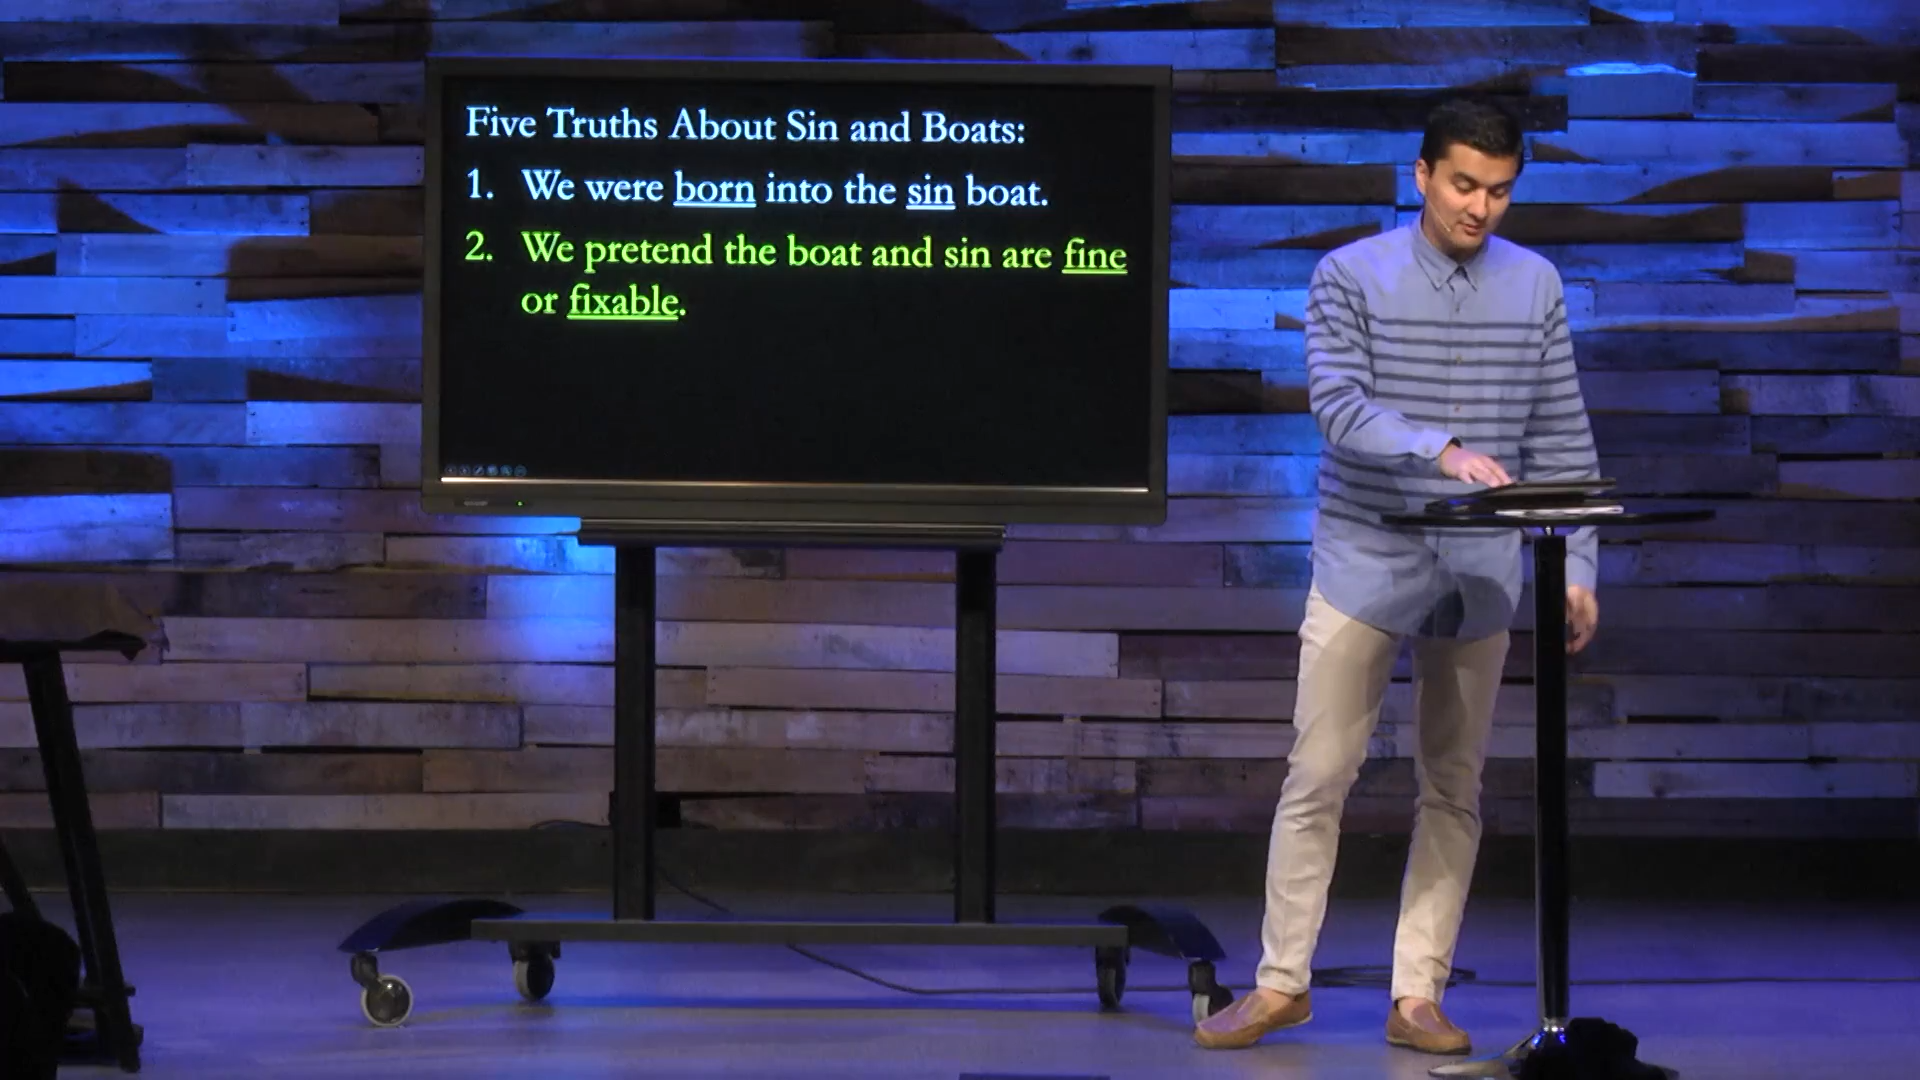 Five Truths About Sin and Boats:
1. We were born into the sin boat.
2. We pretend the boat and sin are fine
or fixable.